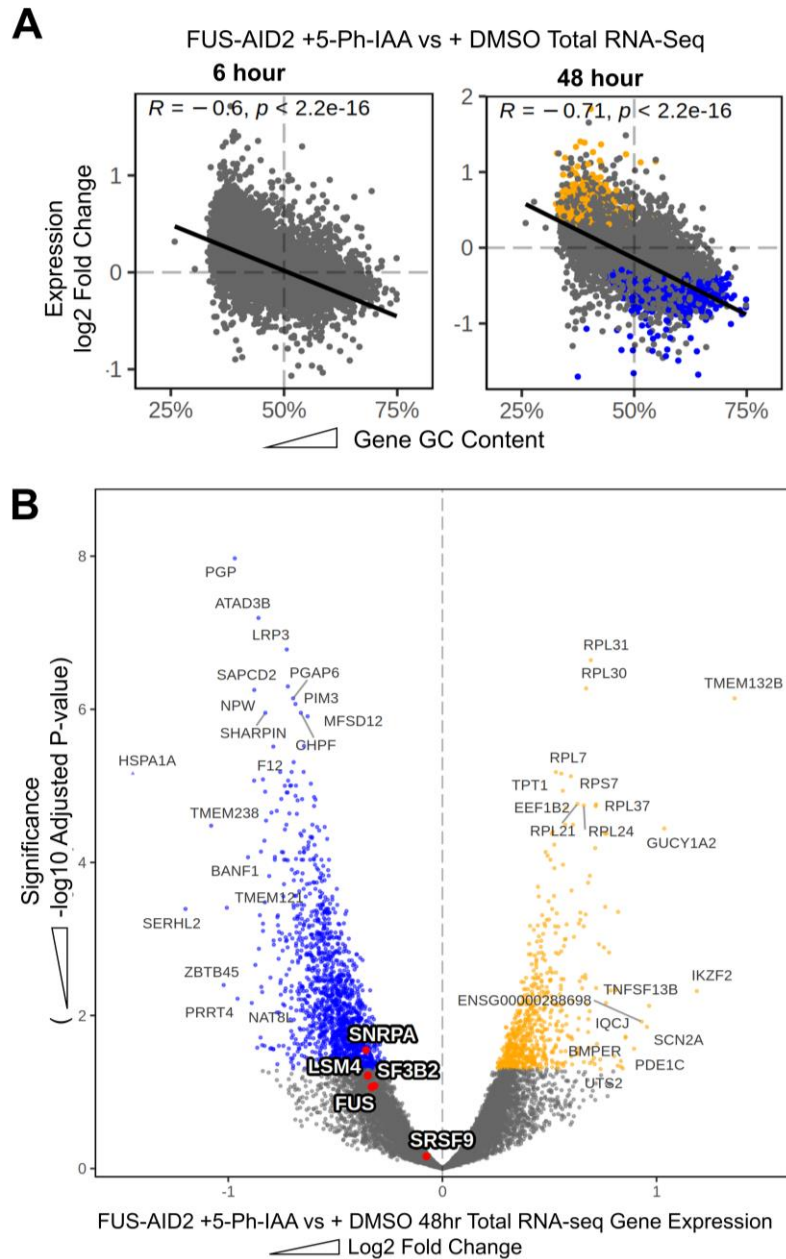 A
FUS-AID2 +5-Ph-IAA vs + DMSO Total RNA-Seq
6 hour
48 hour
R = −0.6, p < 2.2e-16
R = −0.71, p < 2.2e-16
Expression
log2 Fold Change
1
0
-1
2
1
0
-1
25%
50%
75%
25%
50%
75%
Gene GC Content
B
Significance
( -log10 Adjusted P-value)
8
6
4
2
0
PGP
ATAD3B
LRP3
SAPCD2
PGAP6
NPW
PIM3
MFSD12
SHARPIN
CHPF
HSPA1A
F12
TMEM238
BANF1
TMEM121
SERHL2
ZBTB45
PRRT4
NAT8L
SNRPA
LSM4
SF3B2
FUS
SRSF9
RPL31
RPL30
TMEM132B
RPL7
TPT1
RPS7
EEF1B2
RPL37
RPL21
RPL24
GUCY1A2
TNFSF13B
IKZF2
ENSG00000288698
IQCJ
SCN2A
BMPER
PDE1C
UTS2
-1
0
1
FUS-AID2 +5-Ph-IAA vs + DMSO 48hr Total RNA-seq Gene Expression
Log2 Fold Change